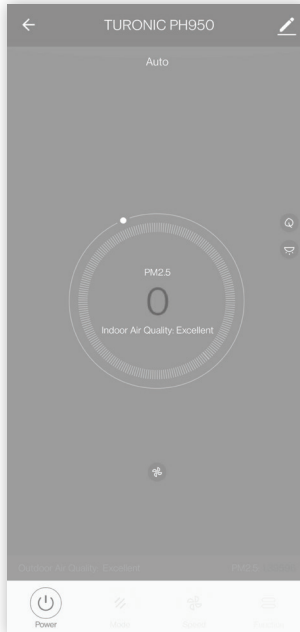 TURONIC PH950
Auto
PM2.5
0
Indoor Air Quality: Excellent
Outdoor Air Quality: Excellent PM2.5
Power Mode Speed